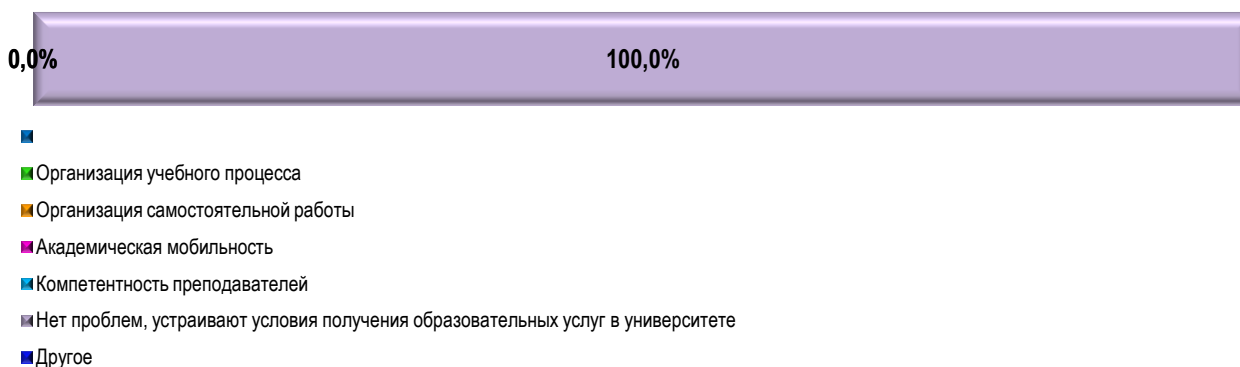 0,0% 100,0%
Организация учебного процесса
Организация самостоятельной работы
Академическая мобильность
Компетентность преподавателей
Нет проблем, устраивают условия получения образовательных услуг в университете
Другое